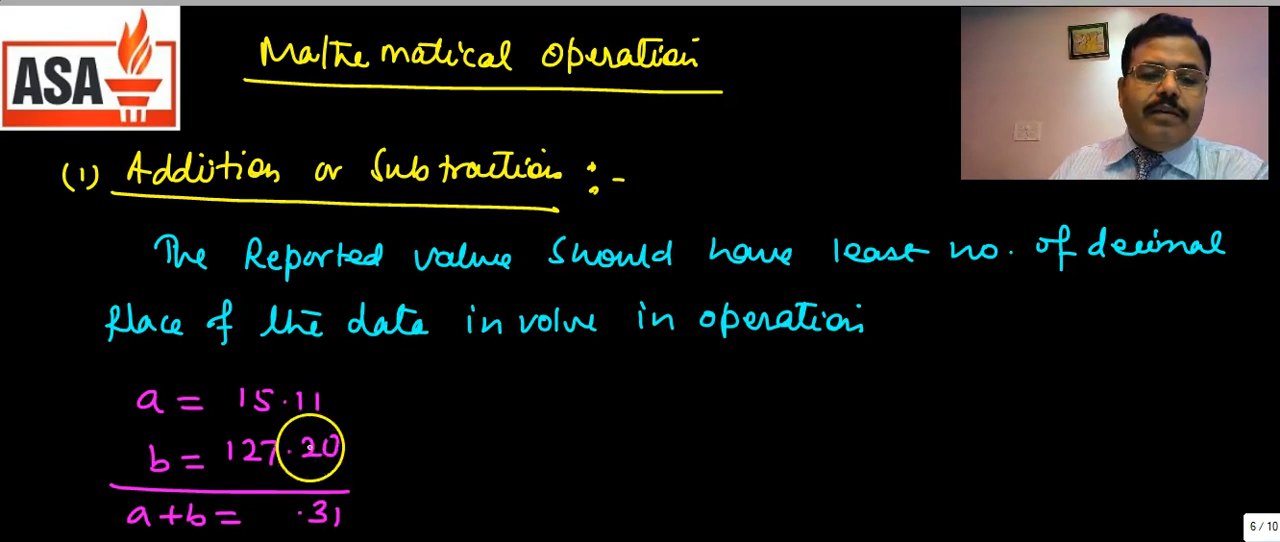 ASA
Mathematical Operation
(1) Addition or Subtraction :-
The Reported value should have least no. of decimal
place of the data involve in operation
a = 15.11
b = 127.20
a+b = .31
6 / 10